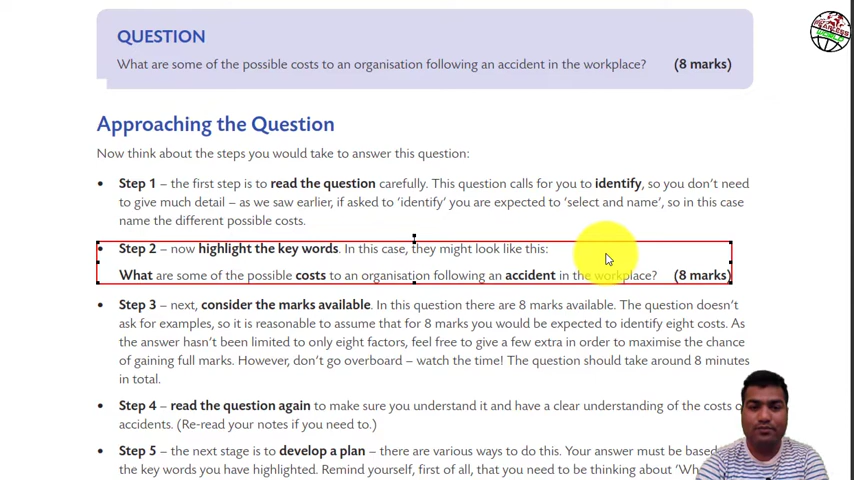 QUESTION
What are some of the possible costs to an organisation following an accident in the workplace? (8 marks)
Approaching the Question
Now think about the steps you would take to answer this question:
• Step 1 – the first step is to read the question carefully. This question calls for you to identify, so you don't need
to give much detail – as we saw earlier, if asked to 'identify' you are expected to 'select and name', so in this case
name the different possible costs.
• Step 2 – now highlight the key words. In this case, they might look like this:
What are some of the possible costs to an organisation following an accident in the workplace? (8 marks)
• Step 3 – next, consider the marks available. In this question there are 8 marks available. The question doesn't
ask for examples, so it is reasonable to assume that for 8 marks you would be expected to identify eight costs. As
the answer hasn't been limited to only eight factors, feel free to give a few extra in order to maximise the chance
of gaining full marks. However, don't go overboard – watch the time! The question should take around 8 minutes
in total.
• Step 4 – read the question again to make sure you understand it and have a clear understanding of the costs
accidents. (Re-read your notes if you need to.)
• Step 5 – the next stage is to develop a plan – there are various ways to do this. Your answer must be based
the key words you have highlighted. Remind yourself, first of all, that you need to be thinking about
WORLD